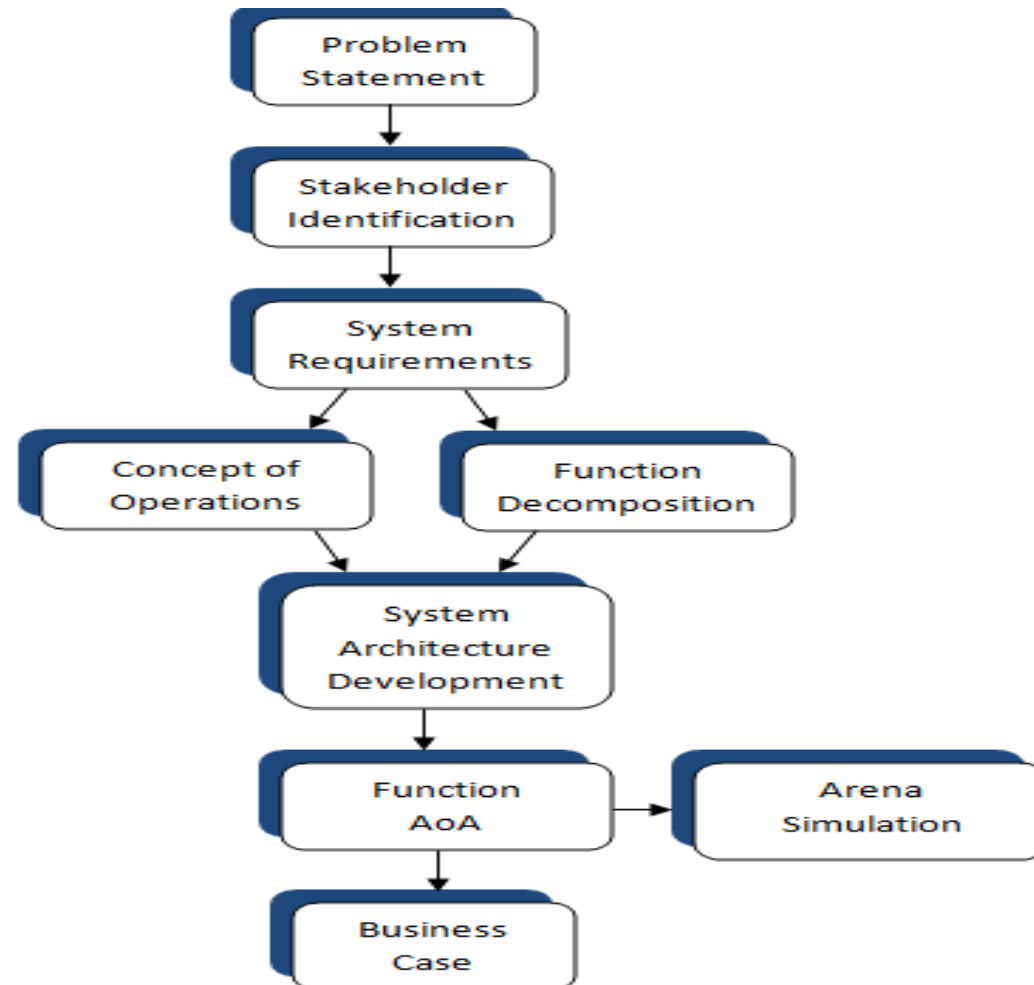 Problem
Statement
Stakeholder
Identification
System
Requirements
Concept of
Operations
Function
Decomposition
System
Architecture
Development
Function
AoA
Arena
Simulation
Business
Case